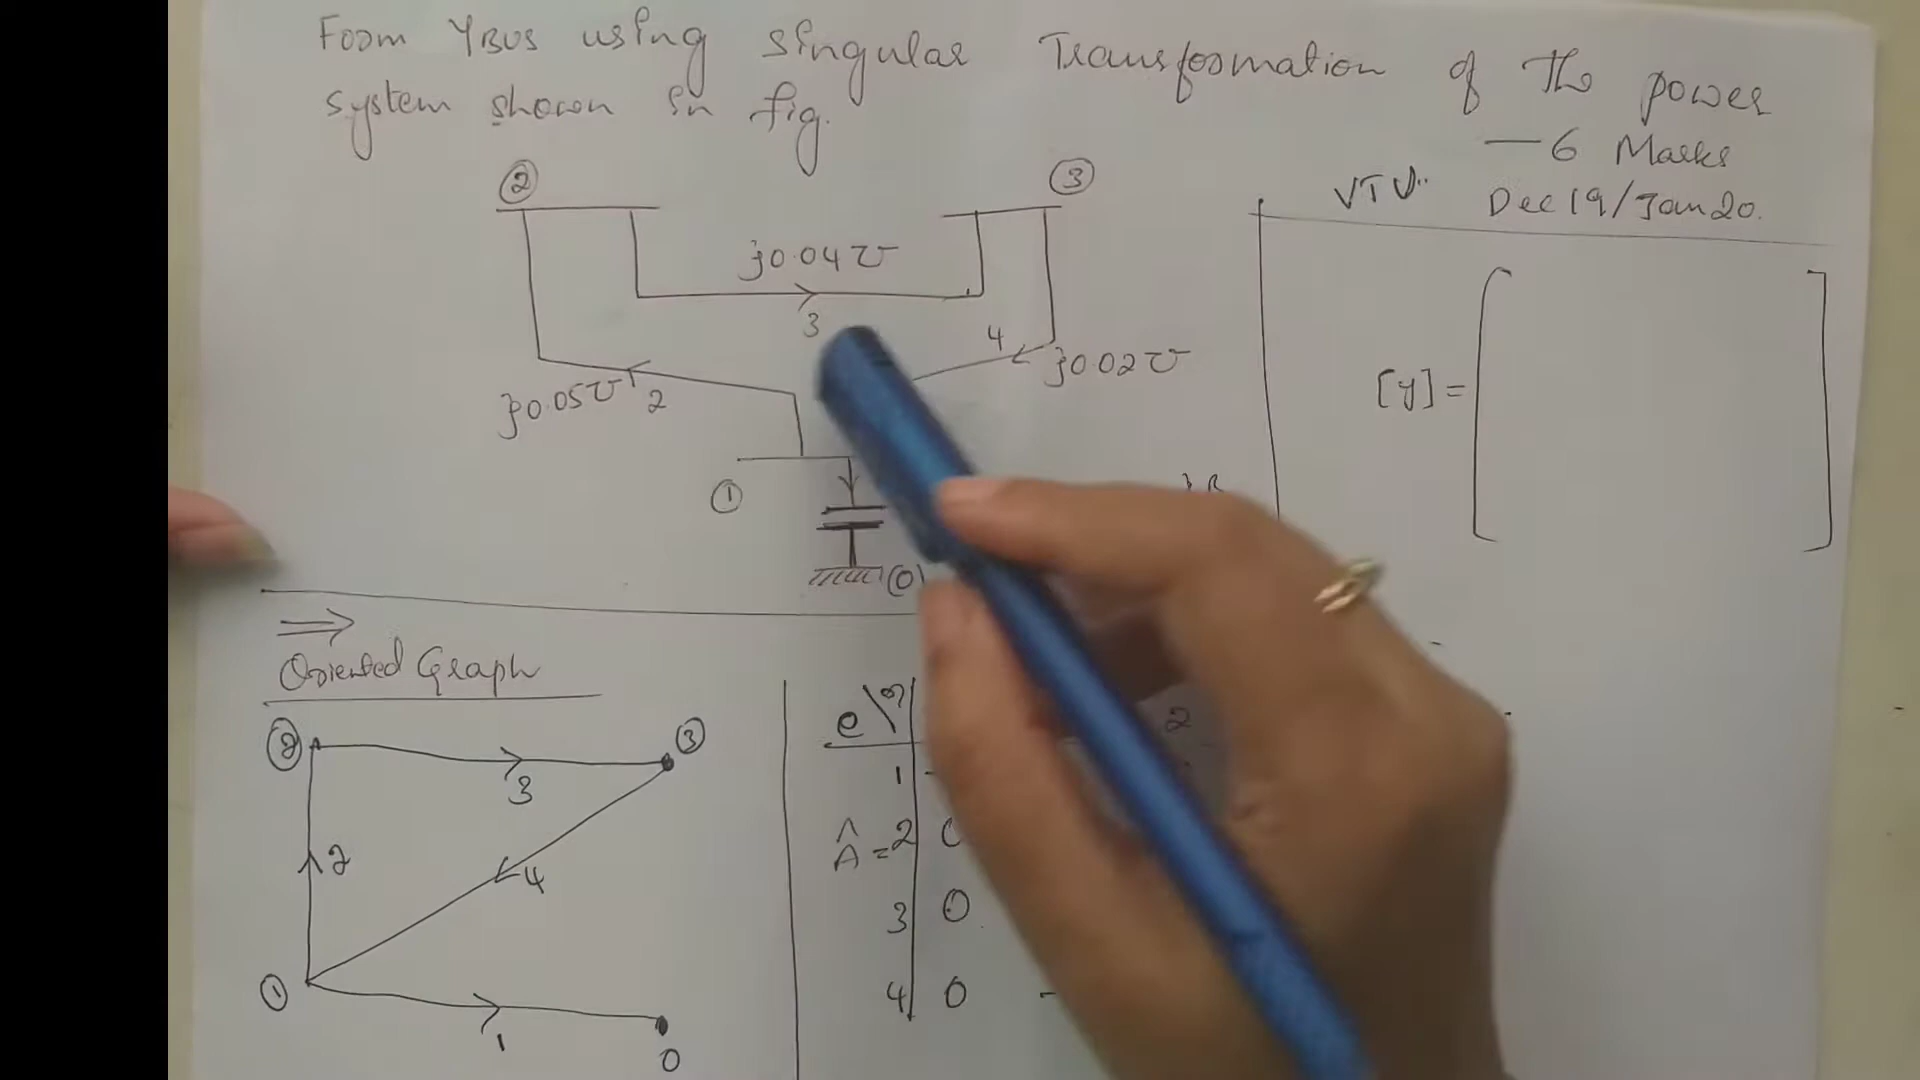 Form YBUS using singular Transformation of the power
system shown in fig.
— 6 Marks
VTU..
Dec 19/Jan 20.
2
3
j0.04℧
3
4
j0.02℧
j0.05℧
2
1
[y] =
(0)
⇒
Oriented Graph
2
3
3
2
4
1
1
0
e\n
2
1 -
Â = 2 0
3 0
4 0 -